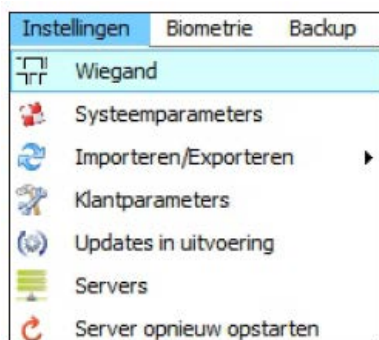 Instellingen Biometrie Backup
Wiegand
Systeemparameters
Importeren/Exporteren
Klantparameters
Updates in uitvoering
Servers
Server opnieuw opstarten